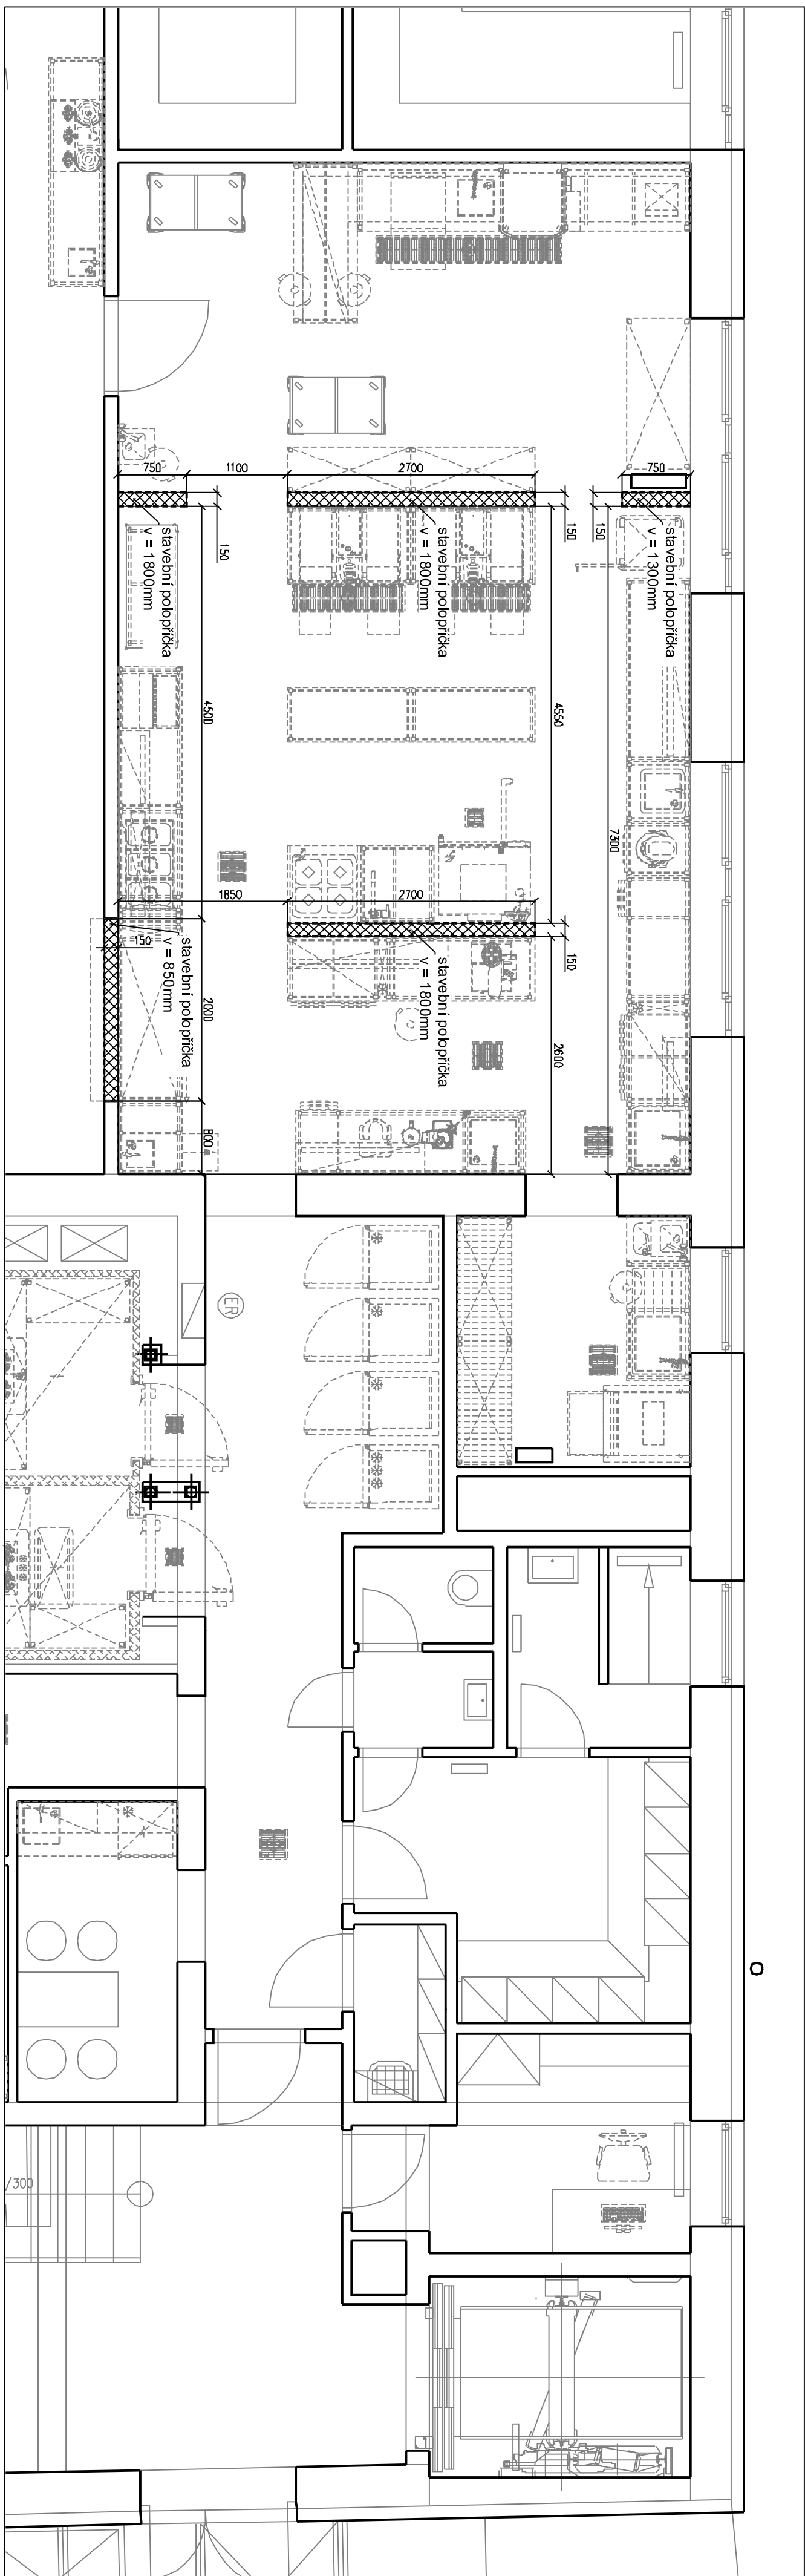 750
1100
2700
750
150
150
150
stavební polopříčka
v = 1800mm
stavební polopříčka
v = 1800mm
stavební polopříčka
v = 1300mm
4500
4550
7300
1850
2700
150
stavební polopříčka
v = 850mm
stavební polopříčka
v = 1800mm
150
2000
2600
800
ER
/300